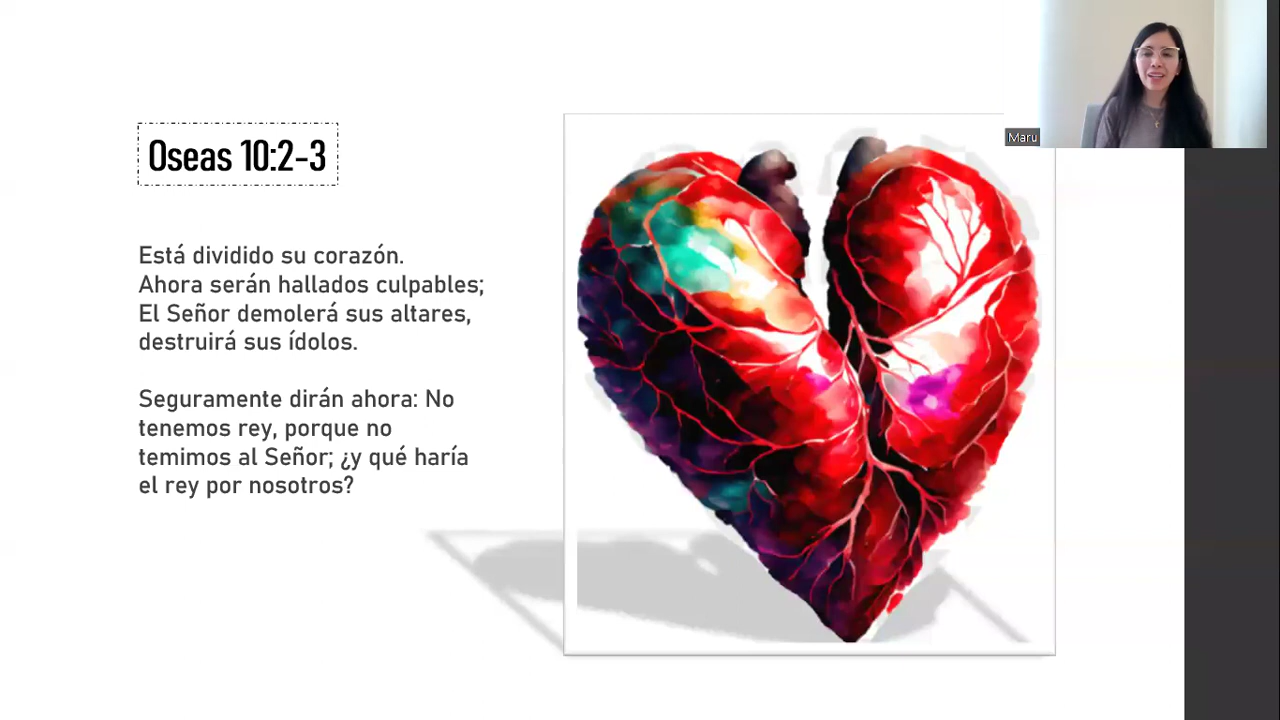 Maru
Oseas 10:2-3
Está dividido su corazón.
Ahora serán hallados culpables;
El Señor demolerá sus altares,
destruirá sus ídolos.
Seguramente dirán ahora: No
tenemos rey, porque no
temimos al Señor; ¿y qué haría
el rey por nosotros?